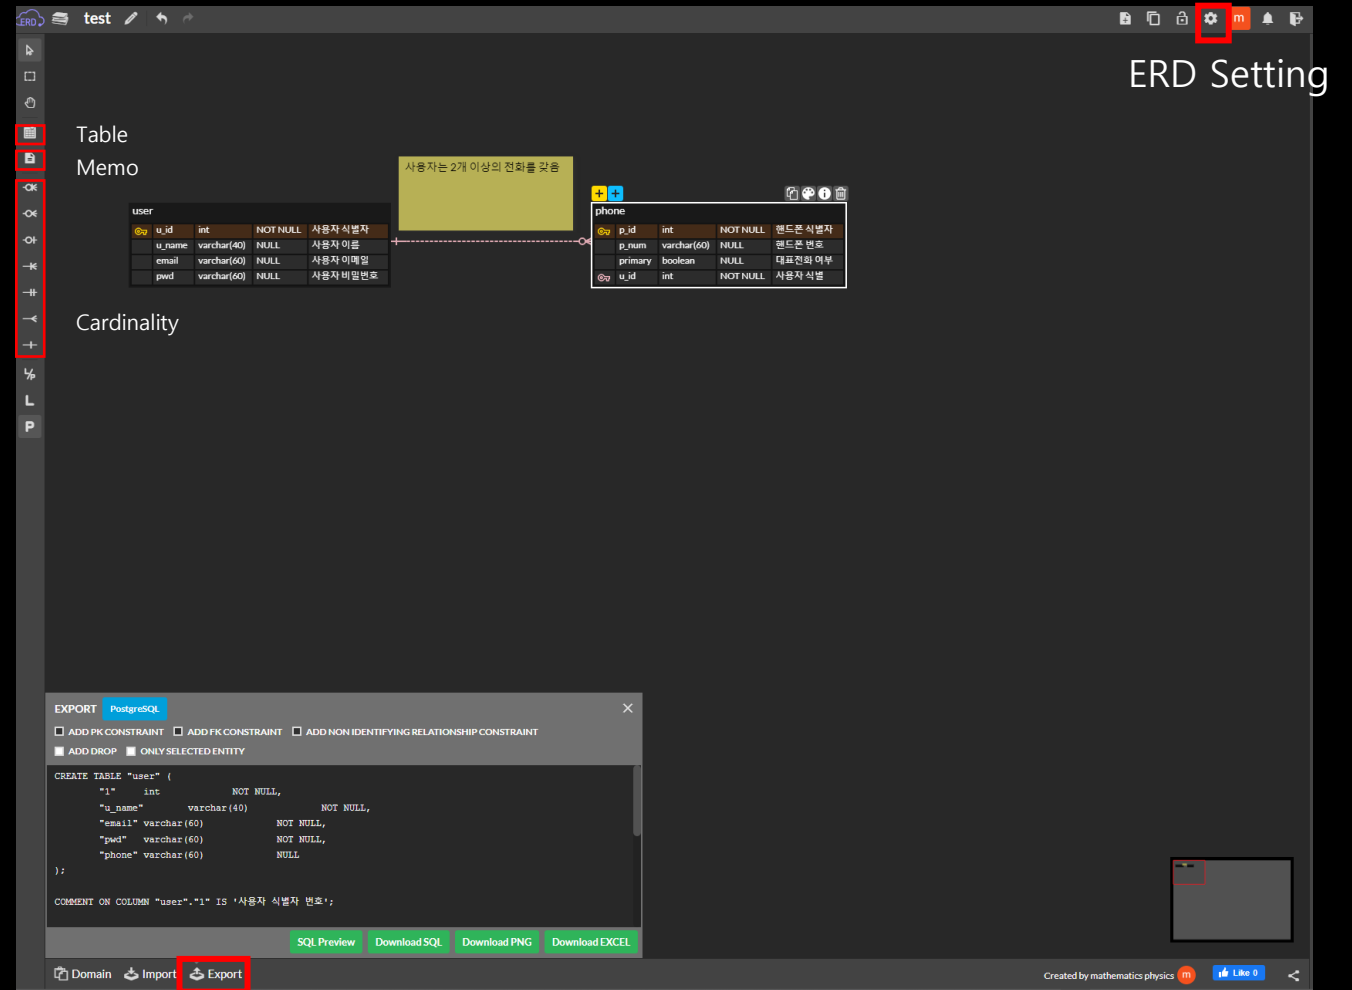 ERD
test
m
ERD Setting
Table
Memo
사용자는 2개 이상의 전화를 갖음
user
u_id int NOT NULL 사용자 식별자
u_name varchar(40) NULL 사용자 이름
email varchar(60) NULL 사용자 이메일
pwd varchar(60) NULL 사용자 비밀번호
phone
p_id int NOT NULL 핸드폰 식별자
p_num varchar(60) NULL 핸드폰 번호
primary boolean NULL 대표전화 여부
u_id int NOT NULL 사용자 식별
Cardinality
L/P
L
P
EXPORT PostgreSQL
ADD PK CONSTRAINT ADD FK CONSTRAINT ADD NON IDENTIFYING RELATIONSHIP CONSTRAINT
ADD DROP ONLY SELECTED ENTITY
CREATE TABLE "user" (
"1" int NOT NULL,
"u_name" varchar(40) NOT NULL,
"email" varchar(60) NOT NULL,
"pwd" varchar(60) NOT NULL,
"phone" varchar(60) NULL
);
COMMENT ON COLUMN "user"."1" IS '사용자 식별자 번호';
SQL Preview Download SQL Download PNG Download EXCEL
Domain Import Export
Created by mathematics physics m Like 0